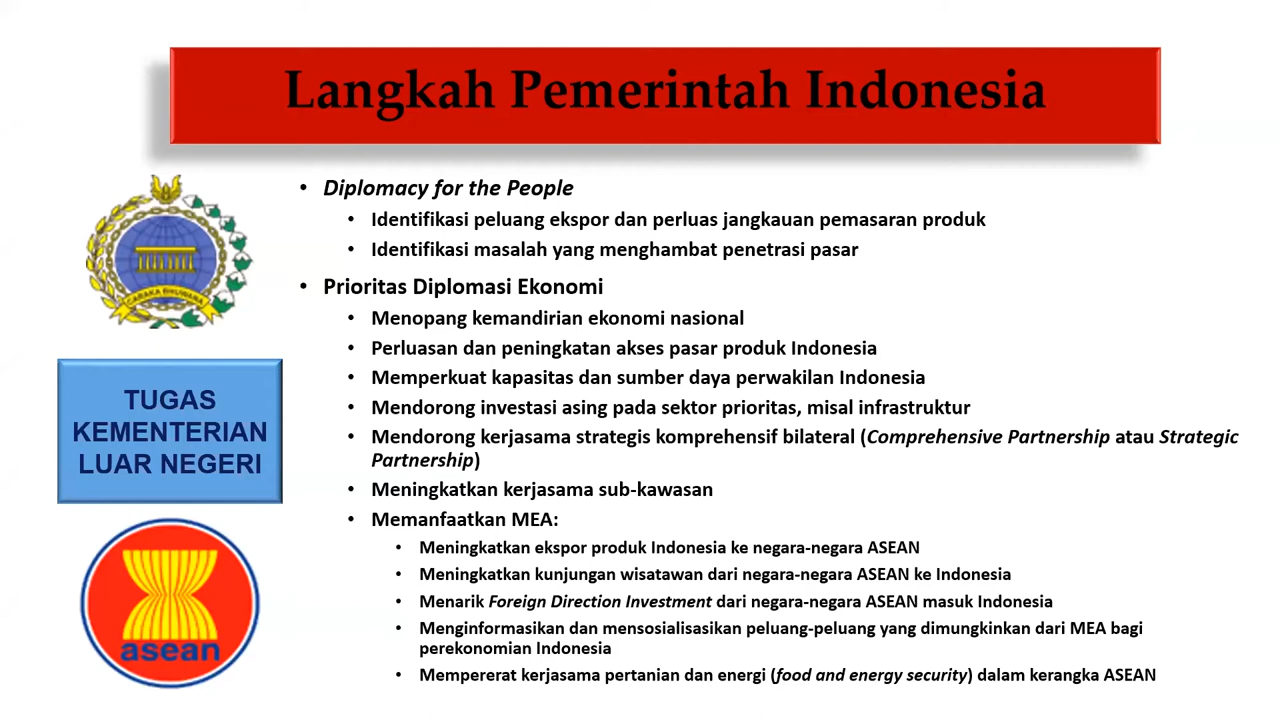 Langkah Pemerintah Indonesia
• Diplomacy for the People
• Identifikasi peluang ekspor dan perluas jangkauan pemasaran produk
• Identifikasi masalah yang menghambat penetrasi pasar
• Prioritas Diplomasi Ekonomi
• Menopang kemandirian ekonomi nasional
• Perluasan dan peningkatan akses pasar produk Indonesia
• Memperkuat kapasitas dan sumber daya perwakilan Indonesia
• Mendorong investasi asing pada sektor prioritas, misal infrastruktur
• Mendorong kerjasama strategis komprehensif bilateral (Comprehensive Partnership atau Strategic
Partnership)
• Meningkatkan kerjasama sub-kawasan
• Memanfaatkan MEA:
• Meningkatkan ekspor produk Indonesia ke negara-negara ASEAN
• Meningkatkan kunjungan wisatawan dari negara-negara ASEAN ke Indonesia
• Menarik Foreign Direction Investment dari negara-negara ASEAN masuk Indonesia
• Menginformasikan dan mensosialisasikan peluang-peluang yang dimungkinkan dari MEA bagi
perekonomian Indonesia
• Mempererat kerjasama pertanian dan energi (food and energy security) dalam kerangka ASEAN
CARAKA BHUWANA
TUGAS
KEMENTERIAN
LUAR NEGERI
asean